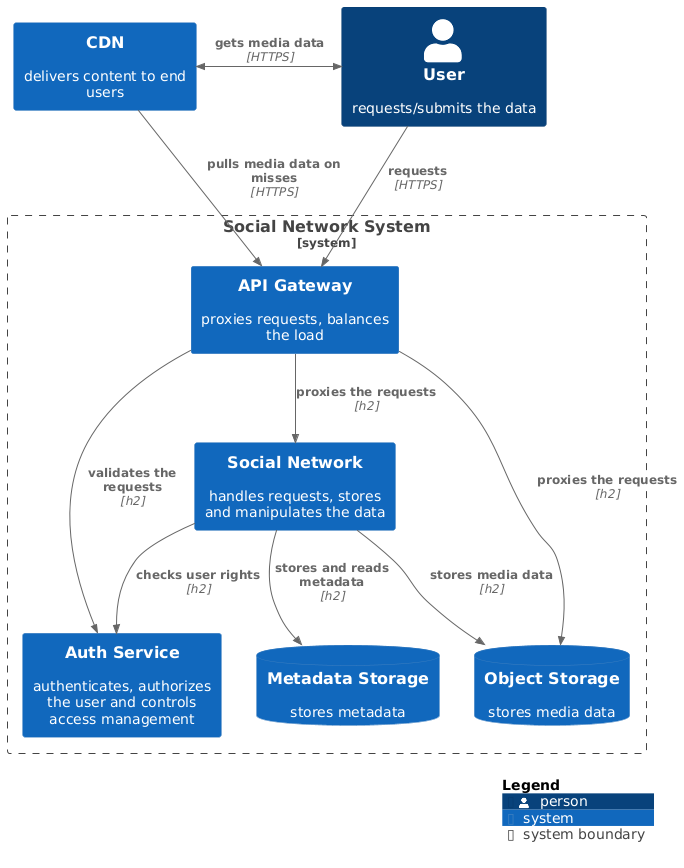 CDN
delivers content to end
users
gets media data
[HTTPS]
User
requests/submits the data
pulls media data on
misses
[HTTPS]
requests
[HTTPS]
Social Network System
[system]
API Gateway
proxies requests, balances
the load
proxies the requests
[h2]
validates the
requests
[h2]
Social Network
handles requests, stores
and manipulates the data
proxies the requests
[h2]
checks user rights
[h2]
stores and reads
metadata
[h2]
stores media data
[h2]
Auth Service
authenticates, authorizes
the user and controls
access management
Metadata Storage
stores metadata
Object Storage
stores media data
Legend
person
system
system boundary